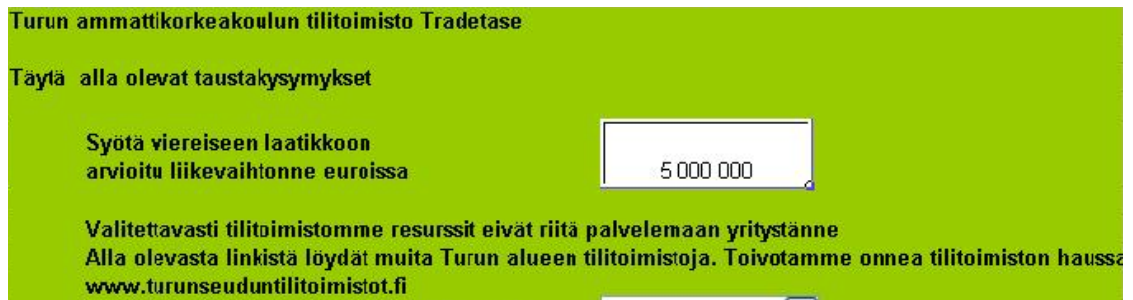 Turun ammattikorkeakoulun tilitoimisto Tradetase
Täytä alla olevat taustakysymykset
Syötä viereiseen laatikkoon
arvioitu liikevaihtonne euroissa
5 000 000
Valitettavasti tilitoimistomme resurssit eivät riitä palvelemaan yritystänne
Alla olevasta linkistä löydät muita Turun alueen tilitoimistoja. Toivotamme onnea tilitoimiston haussa
www.turunseuduntilitoimistot.fi